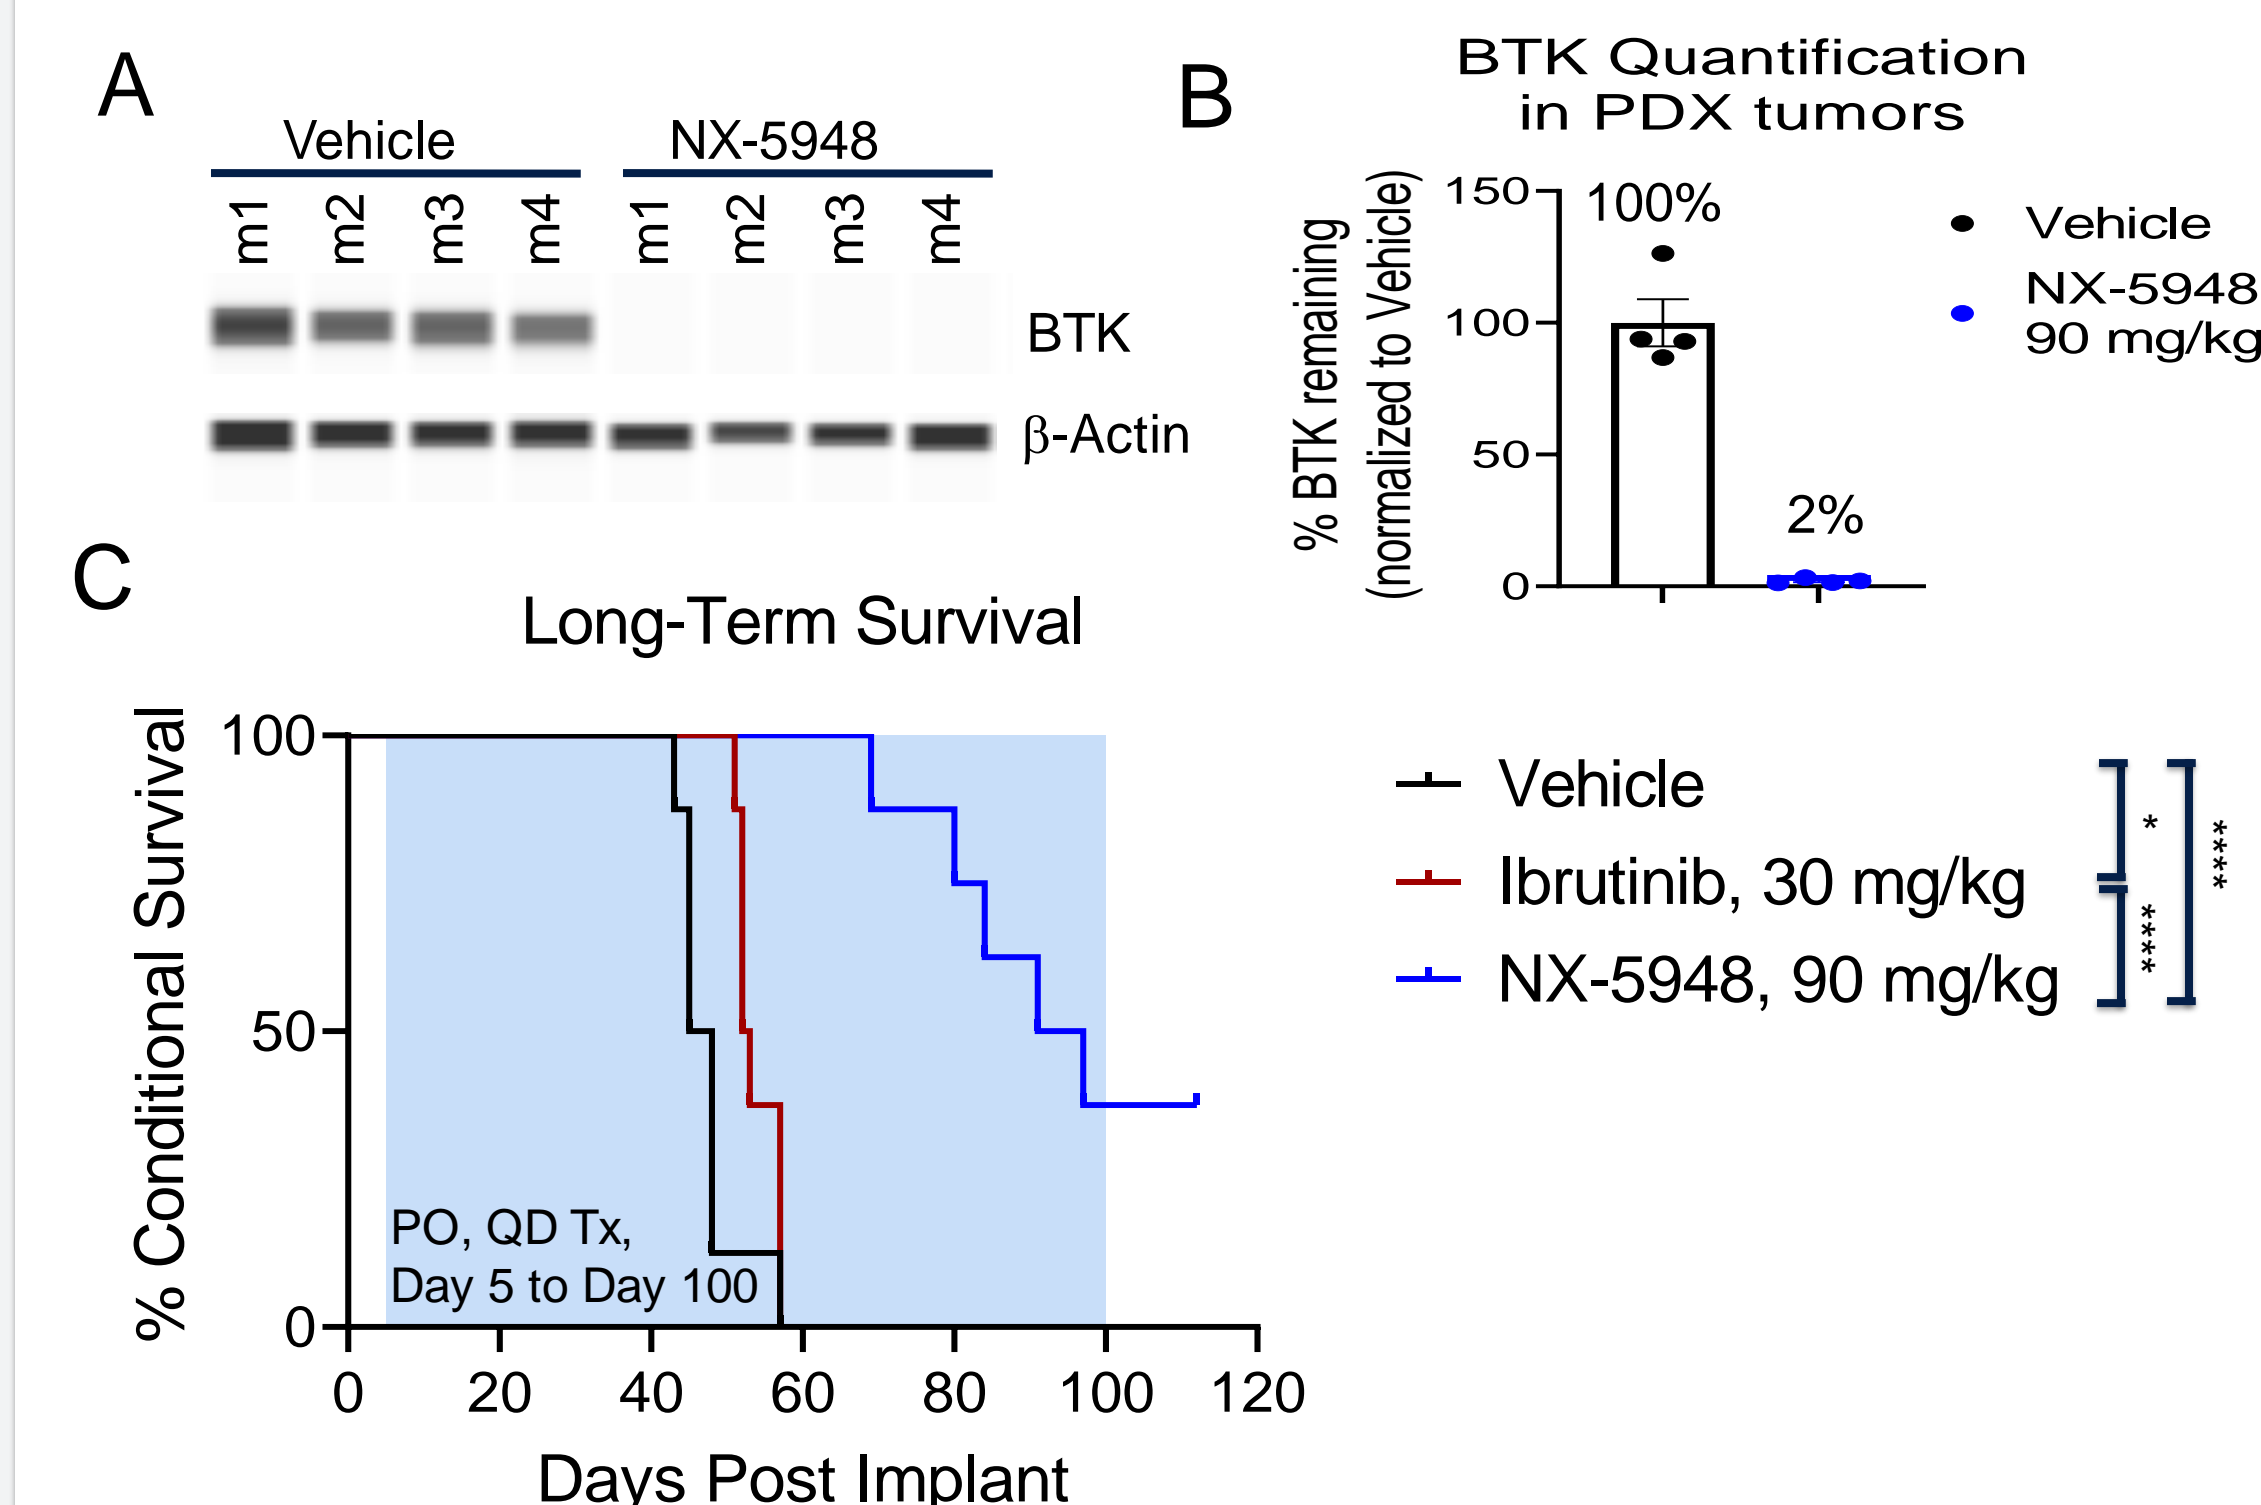 A
Vehicle
NX-5948
m1 m2 m3 m4 m1 m2 m3 m4
BTK
β-Actin
B
BTK Quantification
in PDX tumors
% BTK remaining
(normalized to Vehicle)
150
100
50
0
100%
2%
Vehicle
NX-5948
90 mg/kg
C
Long-Term Survival
% Conditional Survival
100
50
0
PO, QD Tx,
Day 5 to Day 100
0 20 40 60 80 100 120
Days Post Implant
Vehicle
Ibrutinib, 30 mg/kg
NX-5948, 90 mg/kg
*
****
****